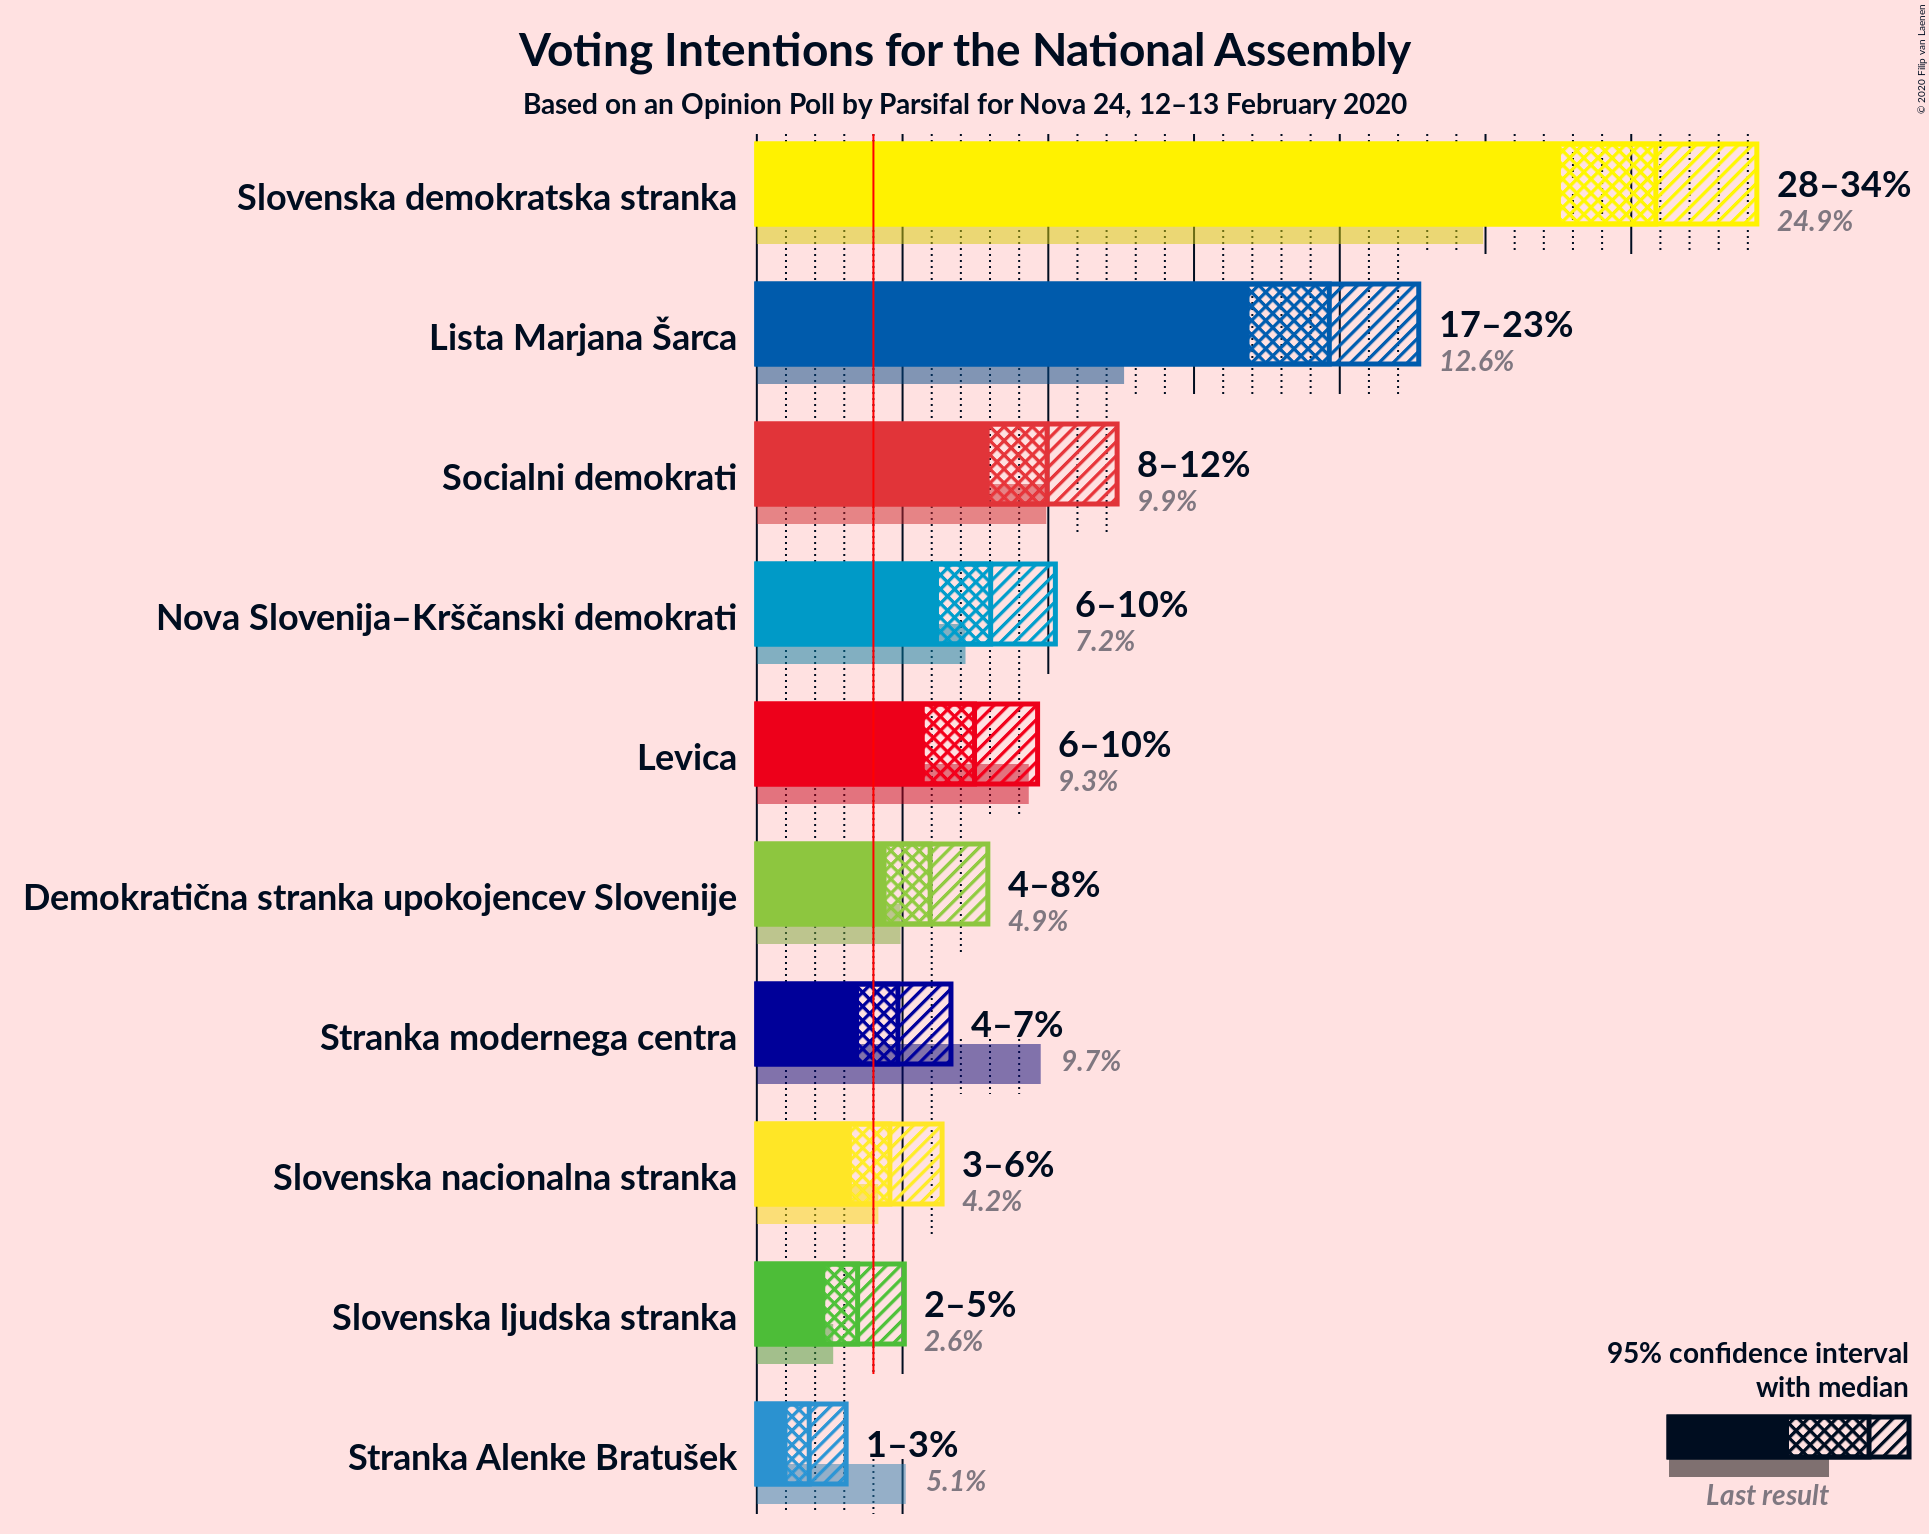 Voting Intentions for the National Assembly
Based on an Opinion Poll by Parsifal for Nova 24, 12–13 February 2020
© 2020 Filip van Laenen
Slovenska demokratska stranka
28–34%
24.9%
Lista Marjana Šarca
17–23%
12.6%
Socialni demokrati
8–12%
9.9%
Nova Slovenija–Krščanski demokrati
6–10%
7.2%
Levica
6–10%
9.3%
Demokratična stranka upokojencev Slovenije
4–8%
4.9%
Stranka modernega centra
4–7%
9.7%
Slovenska nacionalna stranka
3–6%
4.2%
Slovenska ljudska stranka
2–5%
2.6%
Stranka Alenke Bratušek
1–3%
5.1%
95% confidence interval
with median
Last result